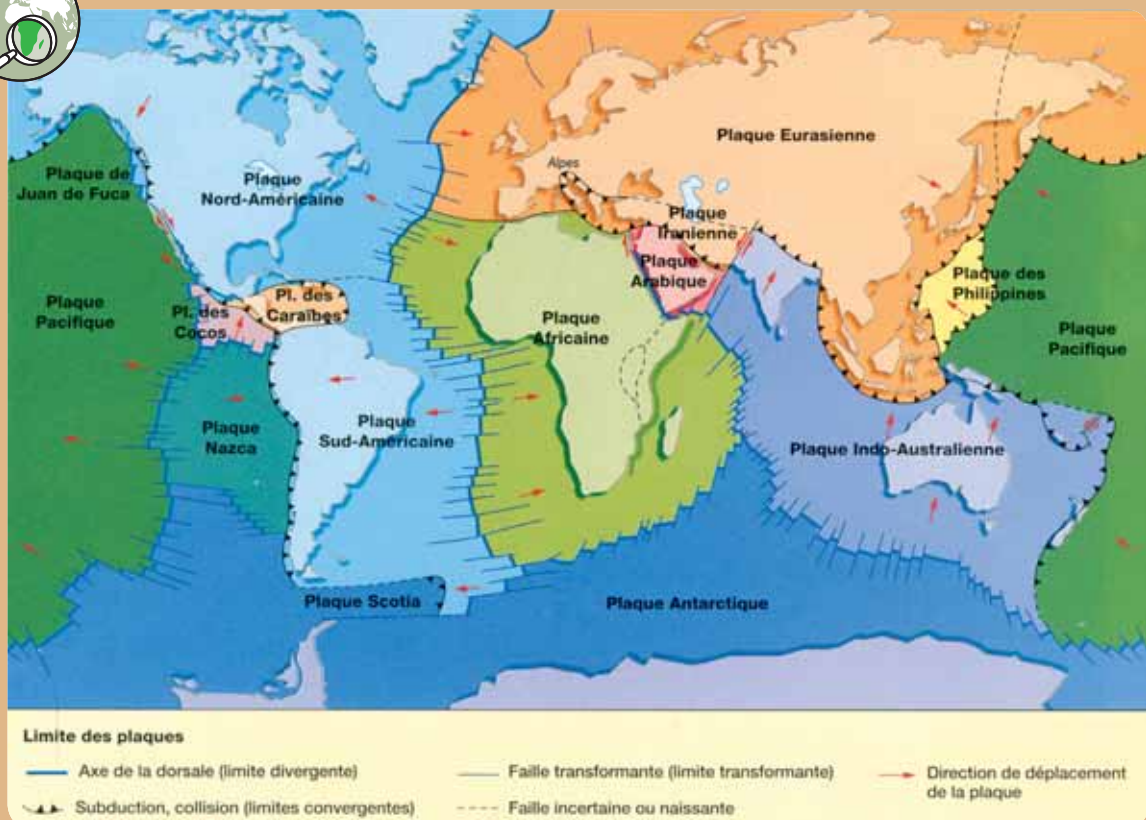 Plaque Eurasienne
Alpes
Plaque de
Juan de Fuca
Plaque
Nord-Américaine
Plaque
Iranienne
Plaque
Arabique
Plaque des
Philippines
Plaque
Pacifique
Pl. des
Cocos
Pl. des
Caraïbes
Plaque
Africaine
Plaque
Pacifique
Plaque
Nazca
Plaque
Sud-Américaine
Plaque Indo-Australienne
Plaque Scotia
Plaque Antarctique
Limite des plaques
Axe de la dorsale (limite divergente)
Faille transformante (limite transformante)
Direction de déplacement
de la plaque
Subduction, collision (limites convergentes)
Faille incertaine ou naissante